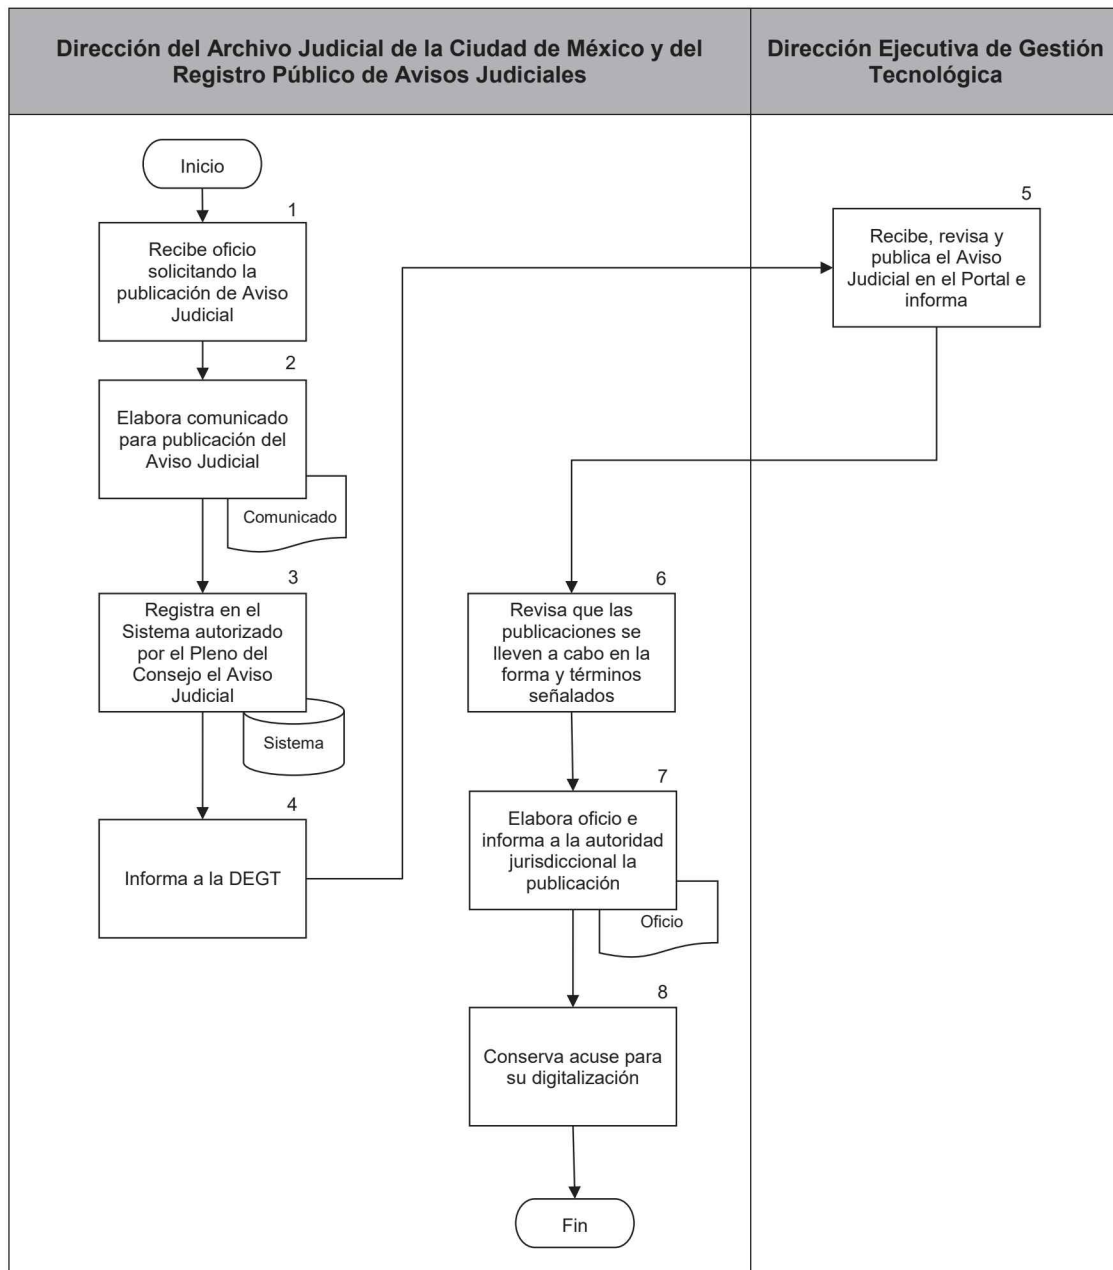 Dirección del Archivo Judicial de la Ciudad de México y del
Registro Público de Avisos Judiciales
Dirección Ejecutiva de Gestión
Tecnológica
Inicio
1
Recibe oficio
solicitando la
publicación de Aviso
Judicial
2
Elabora comunicado
para publicación del
Aviso Judicial
Comunicado
3
Registra en el
Sistema autorizado
por el Pleno del
Consejo el Aviso
Judicial
Sistema
4
Informa a la DEGT
5
Recibe, revisa y
publica el Aviso
Judicial en el Portal e
informa
6
Revisa que las
publicaciones se
lleven a cabo en la
forma y términos
señalados
7
Elabora oficio e
informa a la autoridad
jurisdiccional la
publicación
Oficio
8
Conserva acuse para
su digitalización
Fin